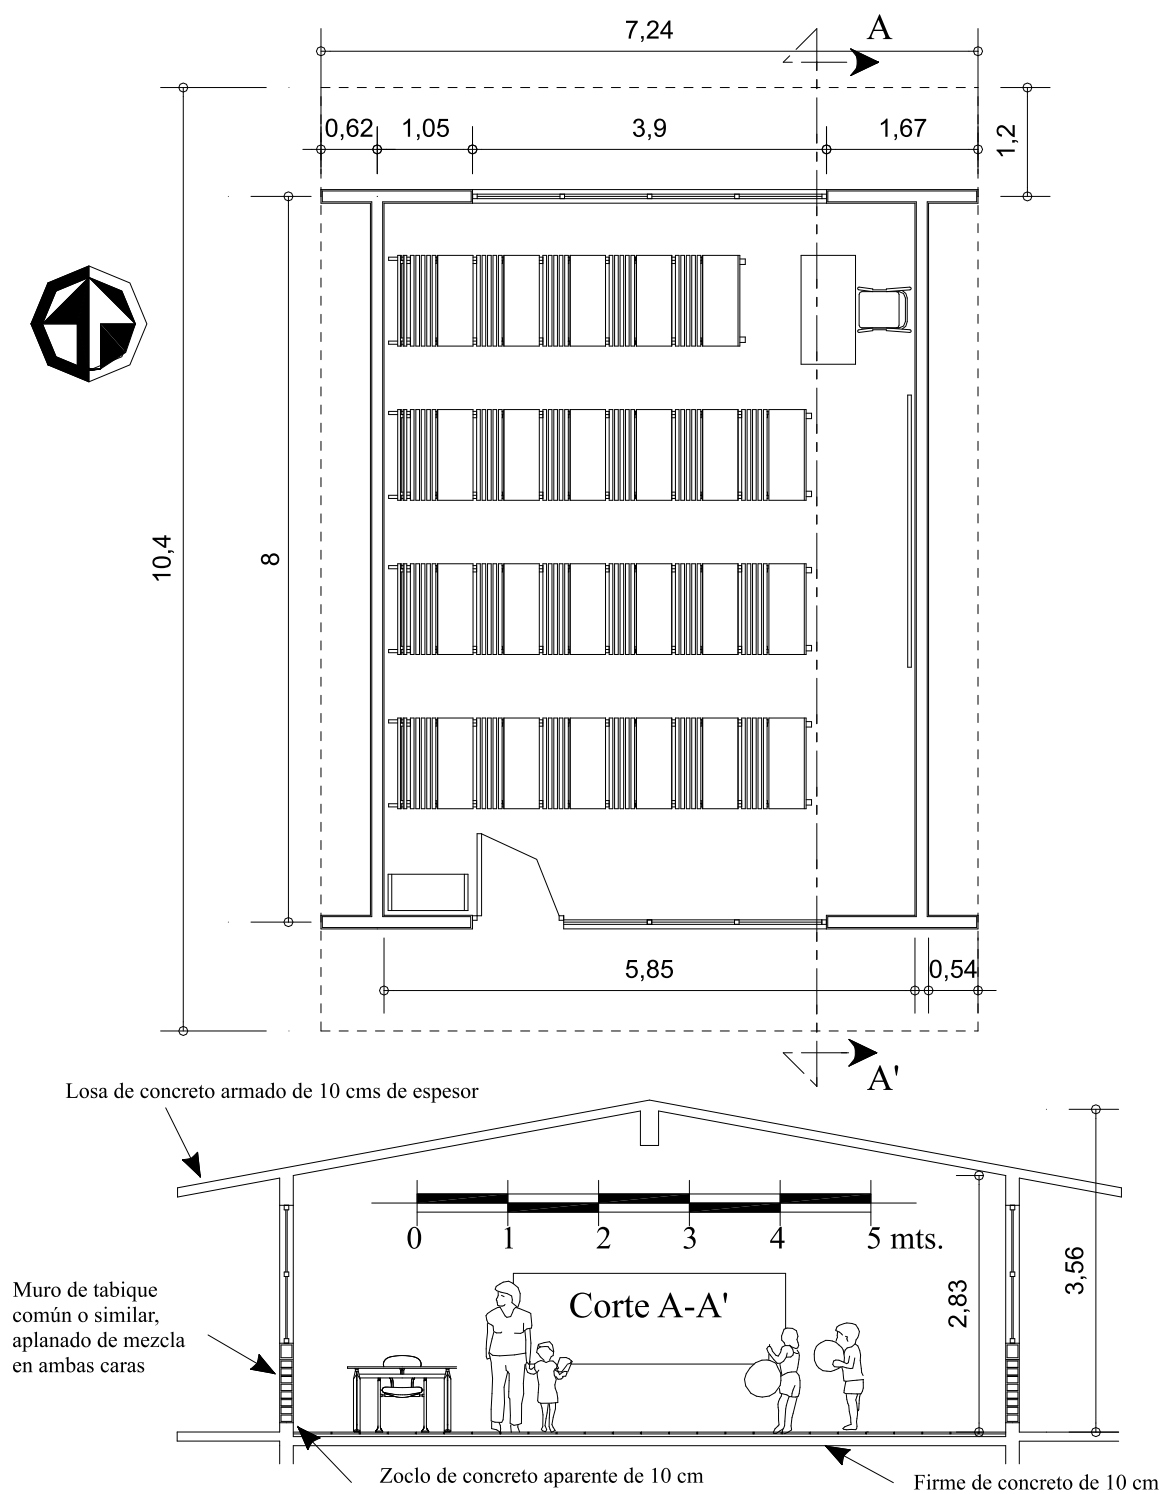 7,24
A
0,62
1,05
3,9
1,67
1,2
10,4
8
5,85
0,54
A'
Losa de concreto armado de 10 cms de espesor
0
1
2
3
4
5 mts.
Corte A-A'
2,83
3,56
Muro de tabique
común o similar,
aplanado de mezcla
en ambas caras
Zoclo de concreto aparente de 10 cm
Firme de concreto de 10 cm